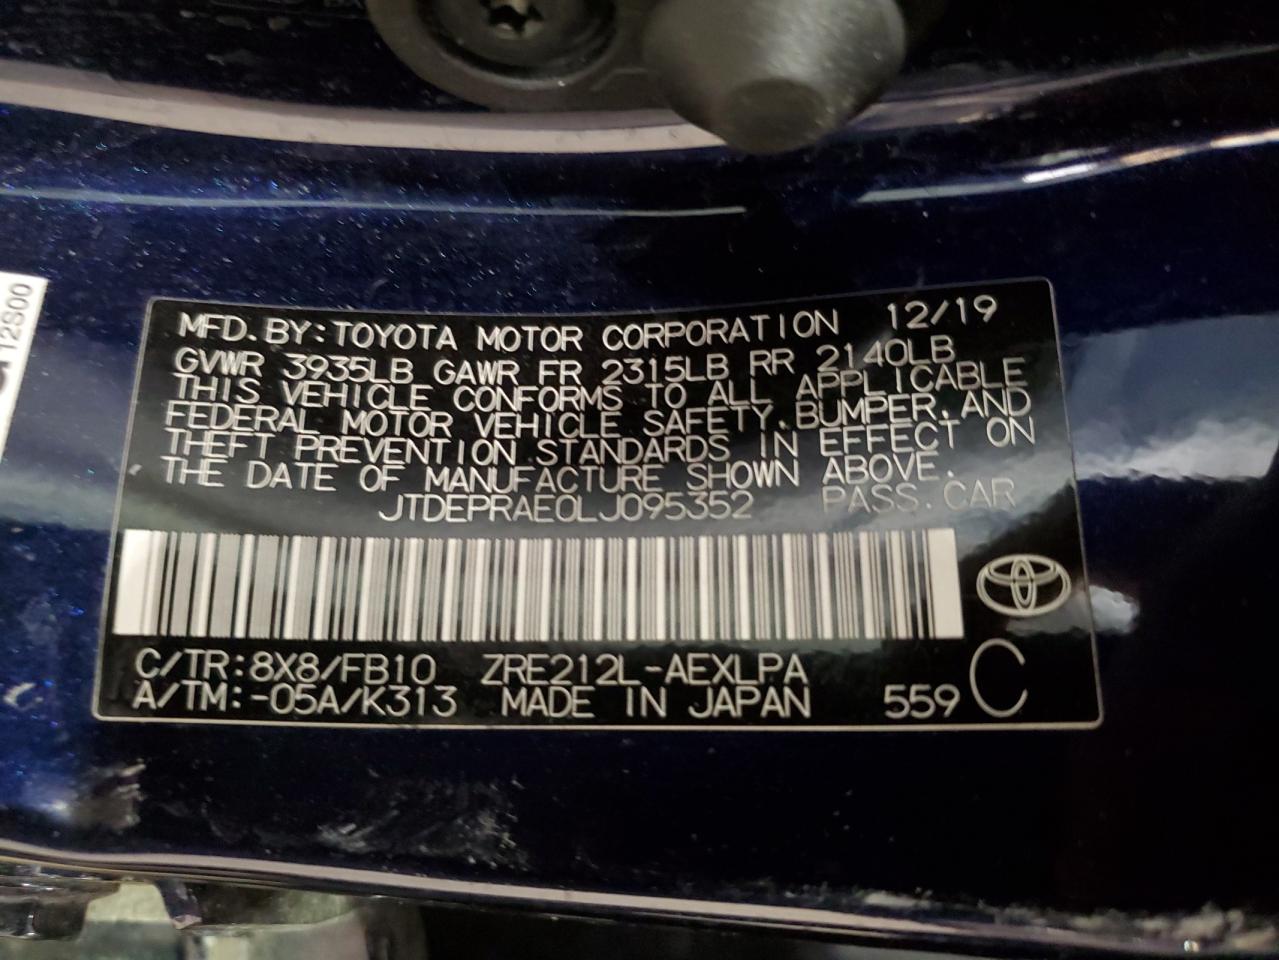 12S00
MFD. BY: TOYOTA MOTOR CORPORATION 12/19
GVWR 3935LB GAWR FR 2315LB RR 2140LB
THIS VEHICLE CONFORMS TO ALL APPLICABLE
FEDERAL MOTOR VEHICLE SAFETY, BUMPER, AND
THEFT PREVENTION STANDARDS IN EFFECT ON
THE DATE OF MANUFACTURE SHOWN ABOVE.
JTDEPRAE0LJ095352 PASS. CAR
C/TR: 8X8/FB10 ZRE212L-AEXLPA
A/TM: -05A/K313 MADE IN JAPAN 559 C